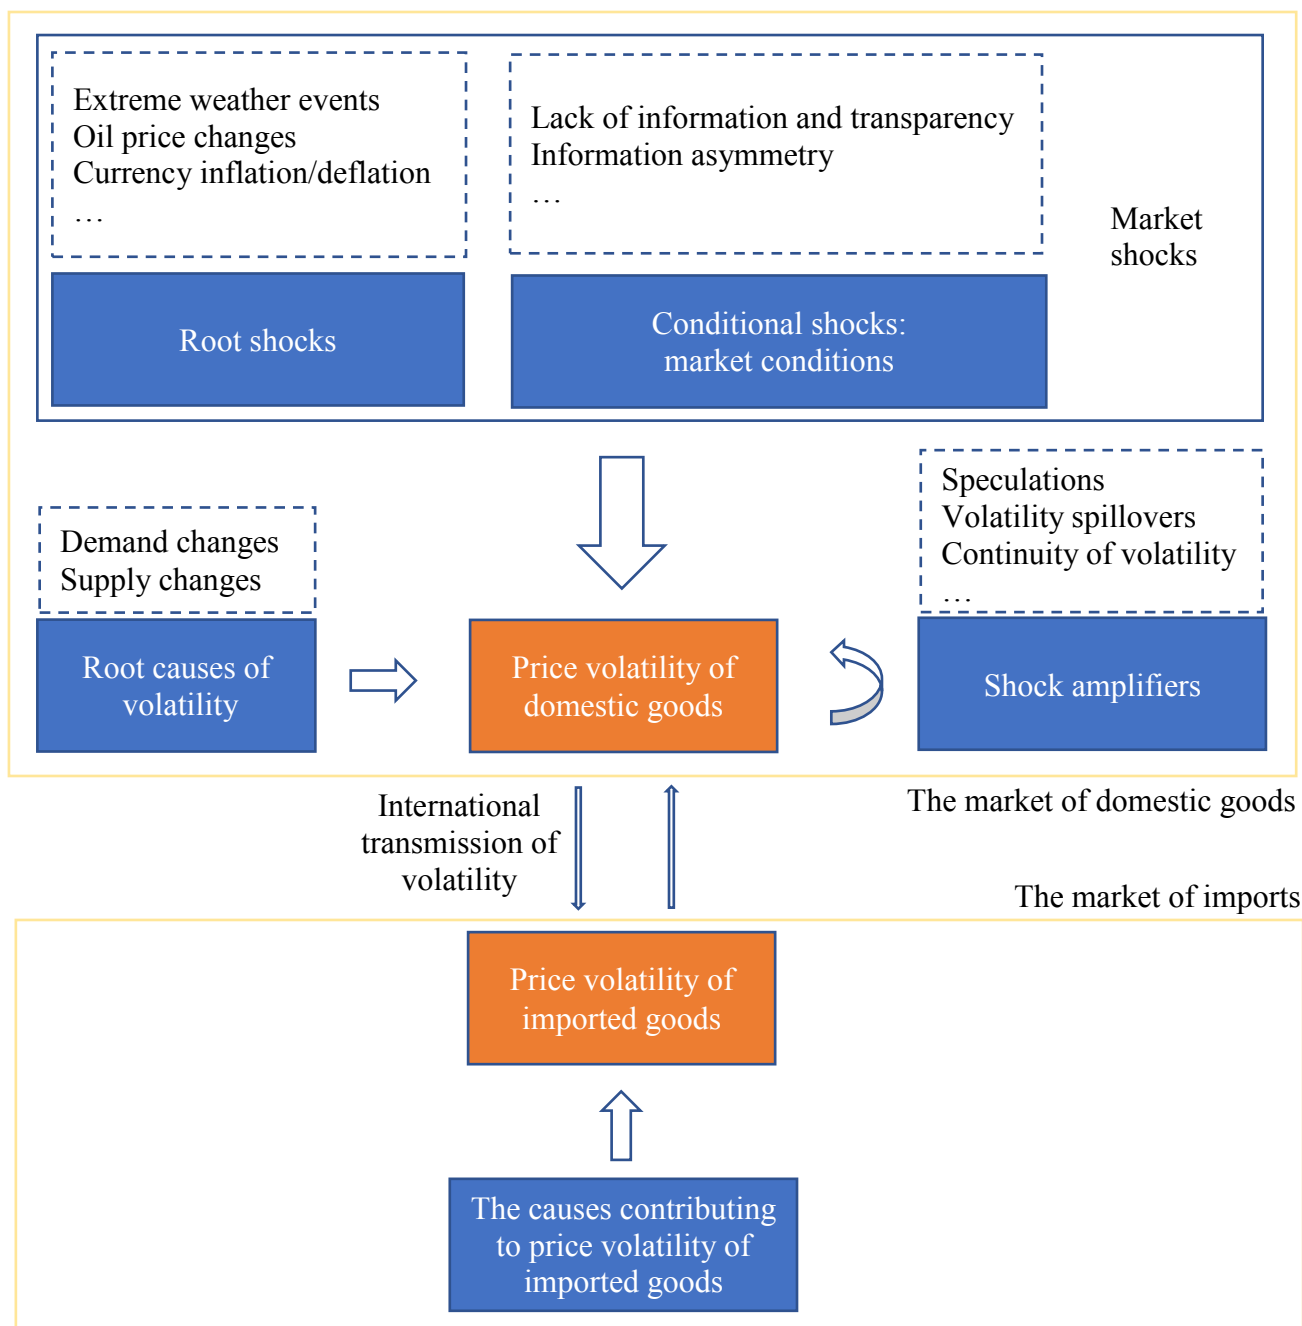 Extreme weather events
Oil price changes
Currency inflation/deflation
…
Lack of information and transparency
Information asymmetry
…
Market
shocks
Root shocks
Conditional shocks:
market conditions
Speculations
Volatility spillovers
Continuity of volatility
…
Demand changes
Supply changes
Root causes of
volatility
Price volatility of
domestic goods
Shock amplifiers
The market of domestic goods
International
transmission of
volatility
The market of imports
Price volatility of
imported goods
The causes contributing
to price volatility of
imported goods